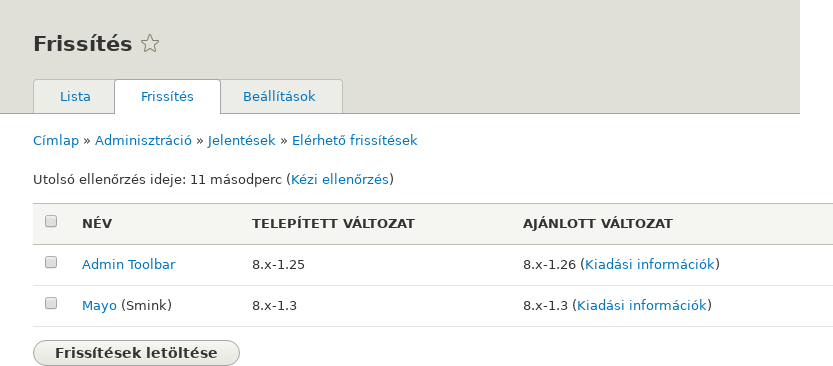 Frissítés
Lista Frissítés Beállítások
Címlap » Adminisztráció » Jelentések » Elérhető frissítések
Utolsó ellenőrzés ideje: 11 másodperc (Kézi ellenőrzés)
NÉV TELEPÍTETT VÁLTOZAT AJÁNLOTT VÁLTOZAT
Admin Toolbar 8.x-1.25 8.x-1.26 (Kiadási információk)
Mayo (Smink) 8.x-1.3 8.x-1.3 (Kiadási információk)
Frissítések letöltése